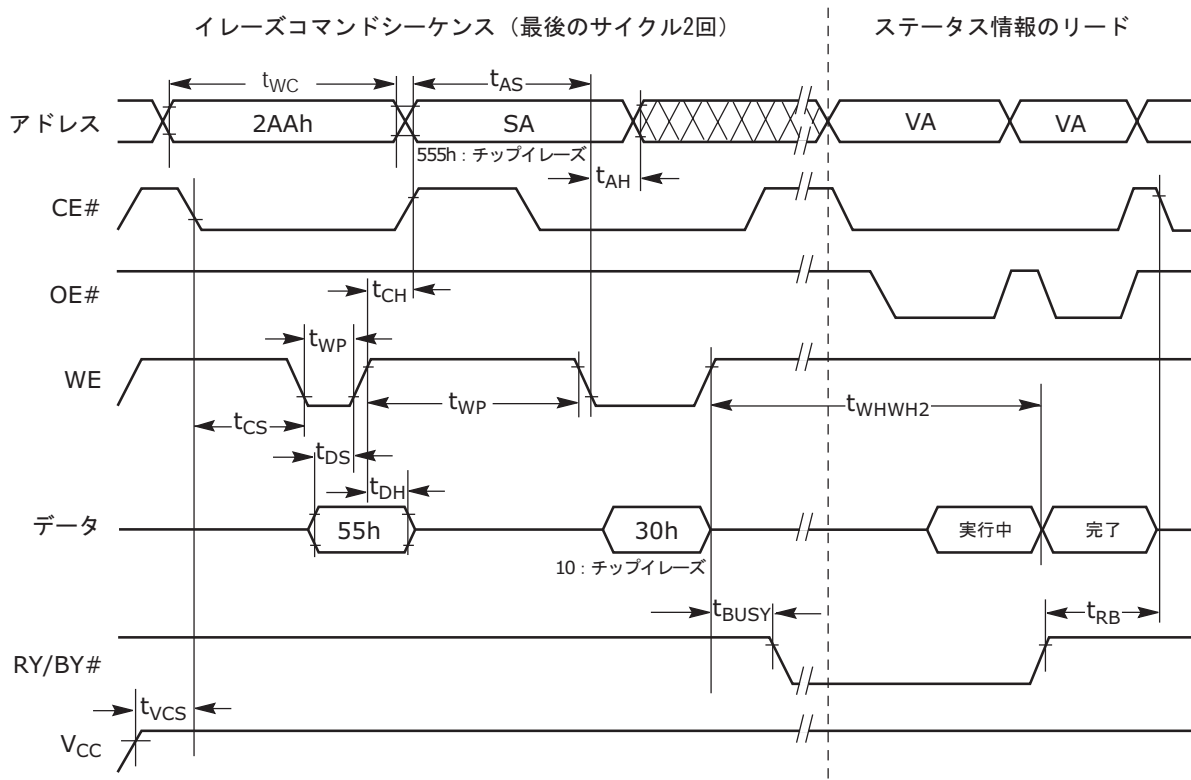 イレーズコマンドシーケンス（最後のサイクル2回）
ステータス情報のリード
tWC
tAS
アドレス
2AAh
SA
VA
VA
555h：チップイレーズ
tAH
CE#
OE#
tCH
tWP
WE
tWP
tWHWH2
tCS
tDS
tDH
データ
55h
30h
実行中
完了
10：チップイレーズ
tBUSY
tRB
RY/BY#
tVCS
VCC